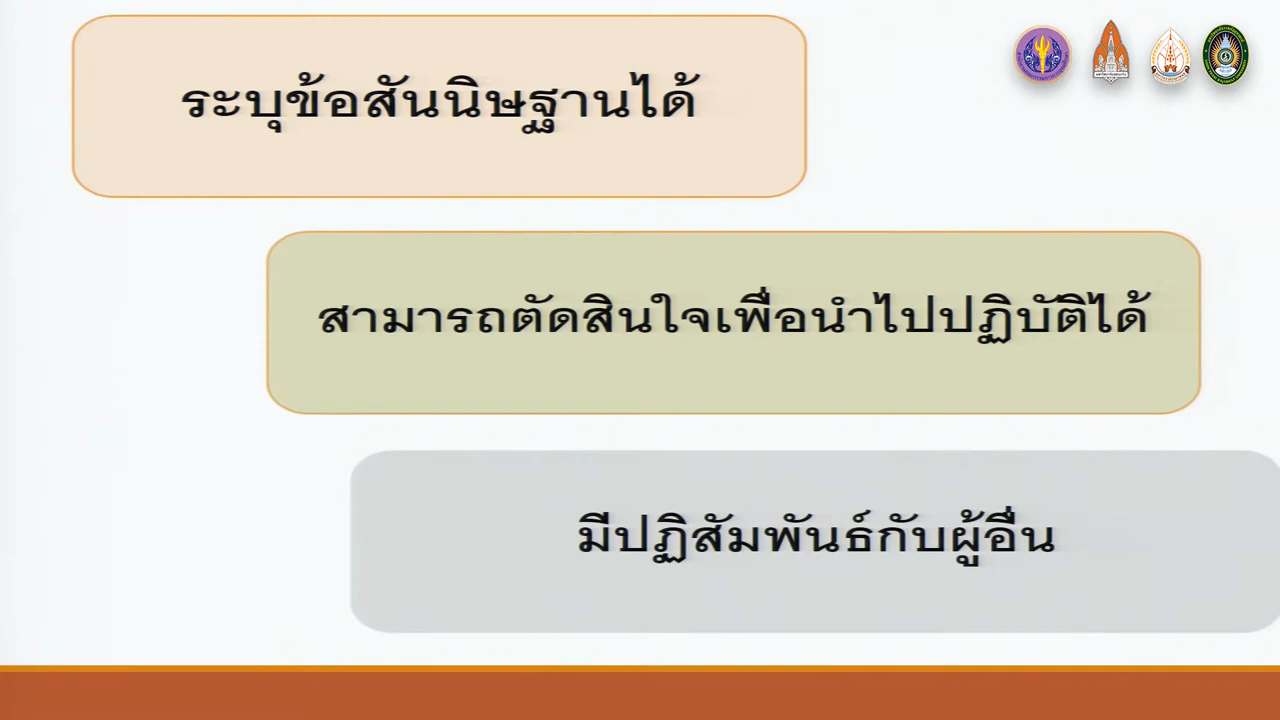 ระบุข้อสันนิษฐานได้
สามารถตัดสินใจเพื่อนำไปปฏิบัติได้
มีปฏิสัมพันธ์กับผู้อื่น